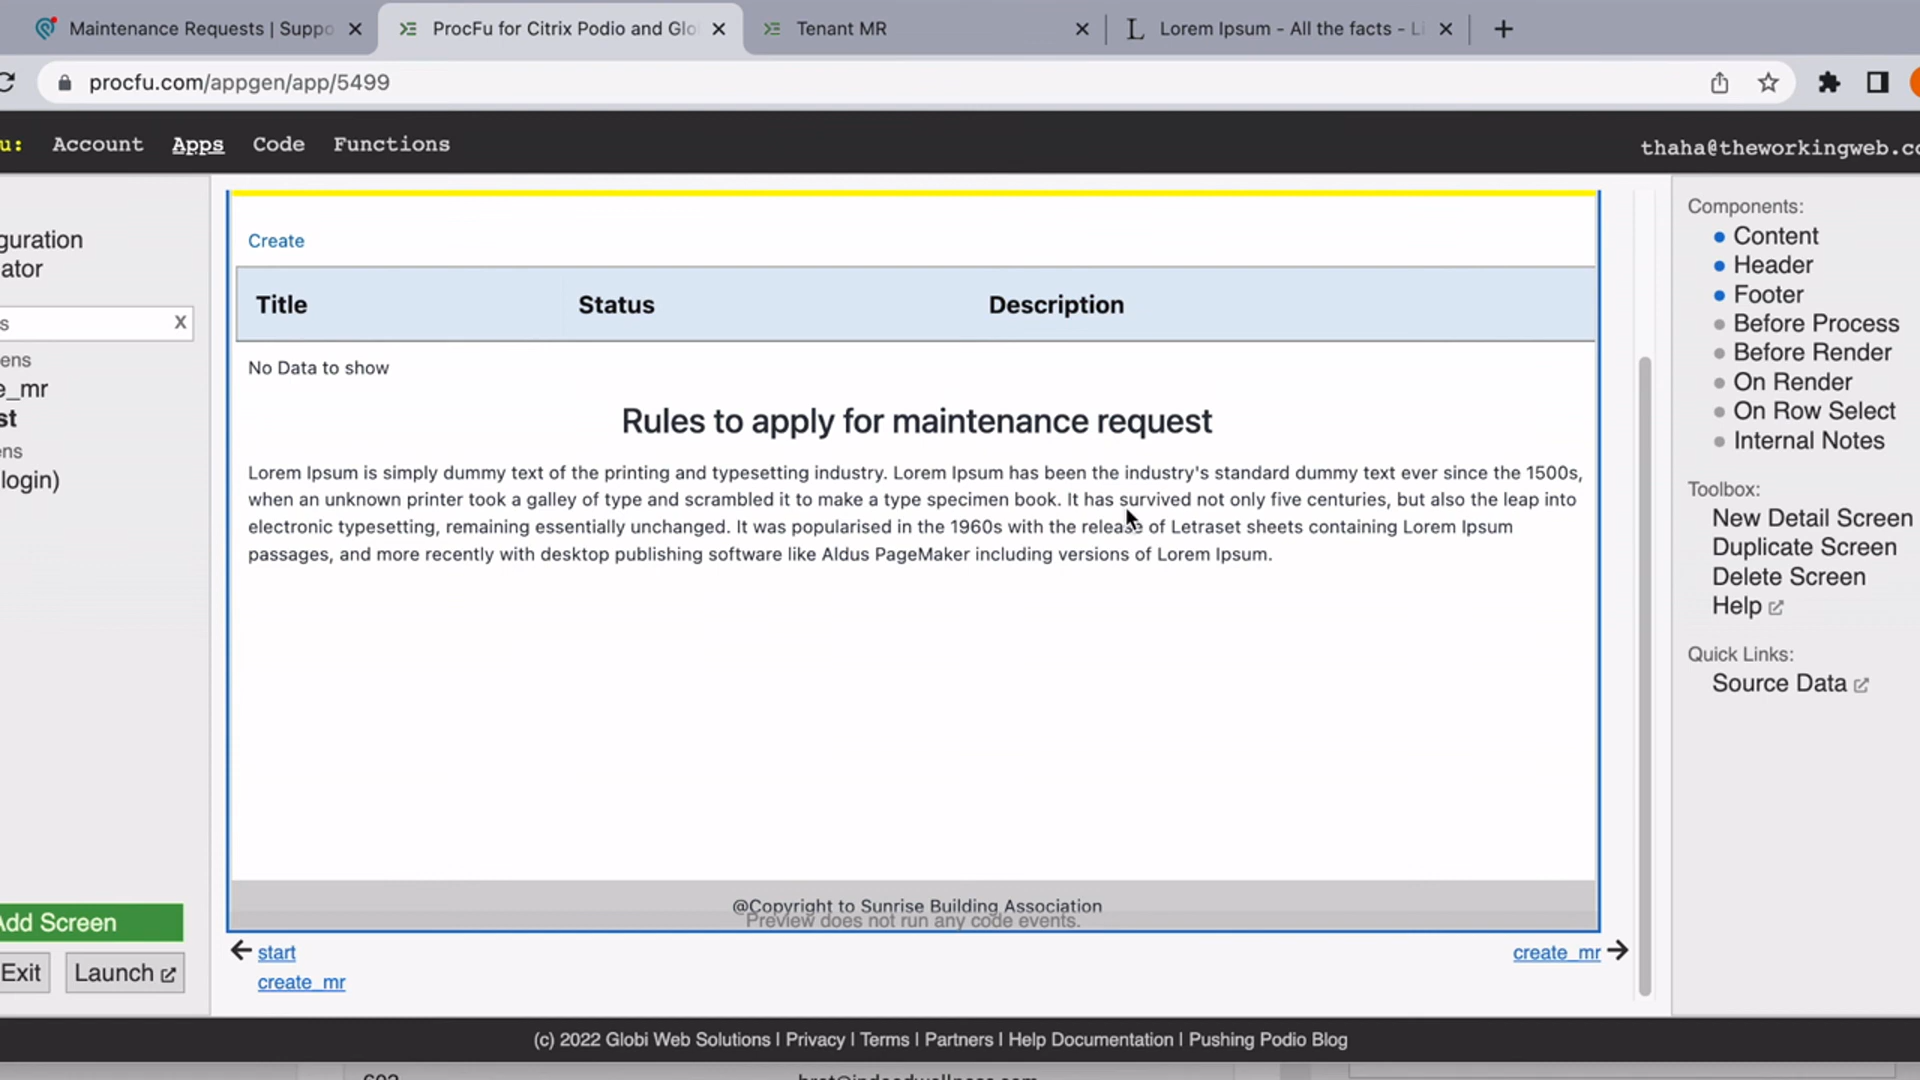 Maintenance Requests | Suppo
ProcFu for Citrix Podio and Glo
Tenant MR
Lorem Ipsum - All the facts - Li
procfu.com/appgen/app/5499
u: Account Apps Code Functions
thaha@theworkingweb.co
guration
ator
s X
ens
e_mr
st
ens
login)
Add Screen
Exit Launch
Create
Title Status Description
No Data to show
Rules to apply for maintenance request
Lorem Ipsum is simply dummy text of the printing and typesetting industry. Lorem Ipsum has been the industry's standard dummy text ever since the 1500s,
when an unknown printer took a galley of type and scrambled it to make a type specimen book. It has survived not only five centuries, but also the leap into
electronic typesetting, remaining essentially unchanged. It was popularised in the 1960s with the release of Letraset sheets containing Lorem Ipsum
passages, and more recently with desktop publishing software like Aldus PageMaker including versions of Lorem Ipsum.
@Copyright to Sunrise Building Association
Preview does not run any code events.
start
create_mr
create_mr
Components:
Content
Header
Footer
Before Process
Before Render
On Render
On Row Select
Internal Notes
Toolbox:
New Detail Screen
Duplicate Screen
Delete Screen
Help
Quick Links:
Source Data
(c) 2022 Globi Web Solutions | Privacy | Terms | Partners | Help Documentation | Pushing Podio Blog